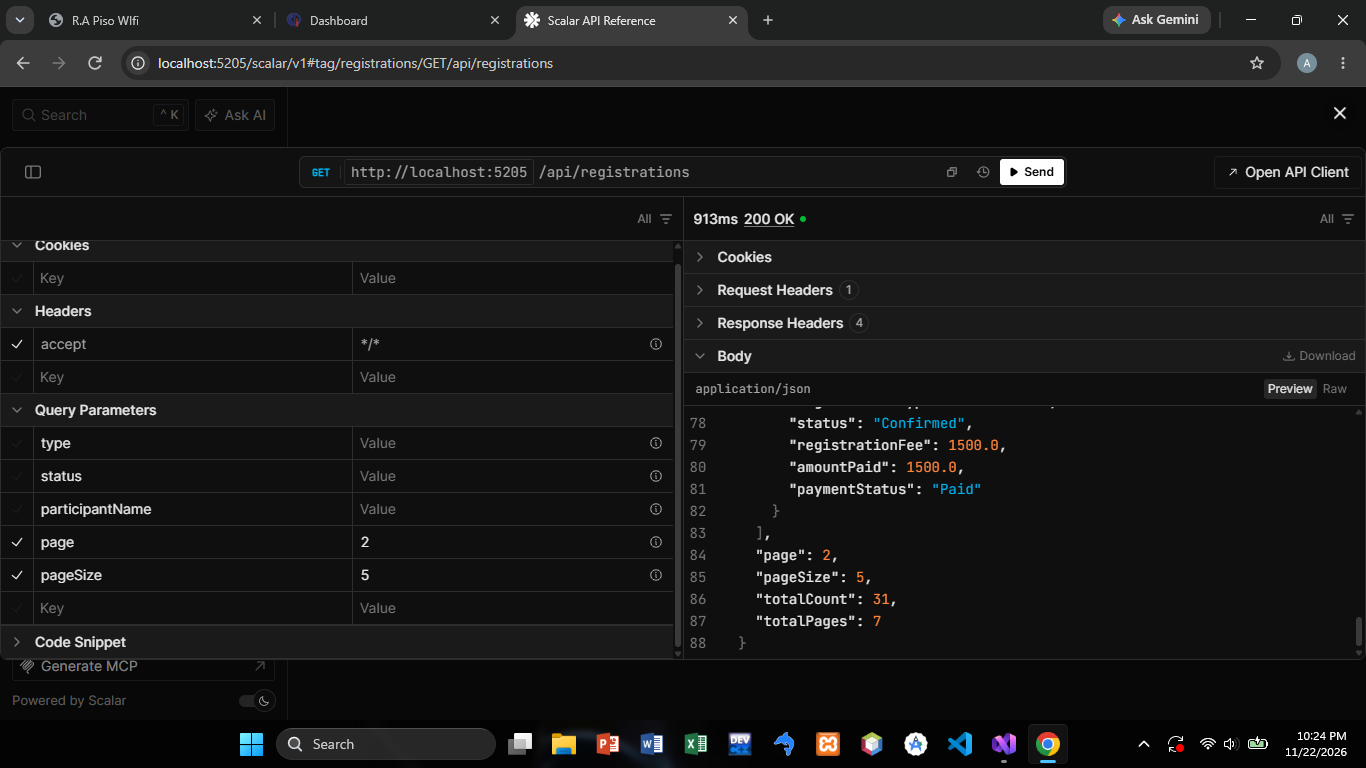 R.A Piso WIfi
Dashboard
Scalar API Reference
Ask Gemini
localhost:5205/scalar/v1#tag/registrations/GET/api/registrations
A
Search
^ K
Ask AI
GET http://localhost:5205 /api/registrations
Send
Open API Client
All
913ms 200 OK
All
Cookies
Key Value
Headers
accept */*
Key Value
Query Parameters
type Value
status Value
participantName Value
page 2
pageSize 5
Key Value
Code Snippet
Cookies
Request Headers 1
Response Headers 4
Body Download
application/json Preview Raw
78 "status": "Confirmed",
79 "registrationFee": 1500.0,
80 "amountPaid": 1500.0,
81 "paymentStatus": "Paid"
82 }
83 ],
84 "page": 2,
85 "pageSize": 5,
86 "totalCount": 31,
87 "totalPages": 7
88 }
Generate MCP
Powered by Scalar
Search
DEV
10:24 PM
11/22/2026